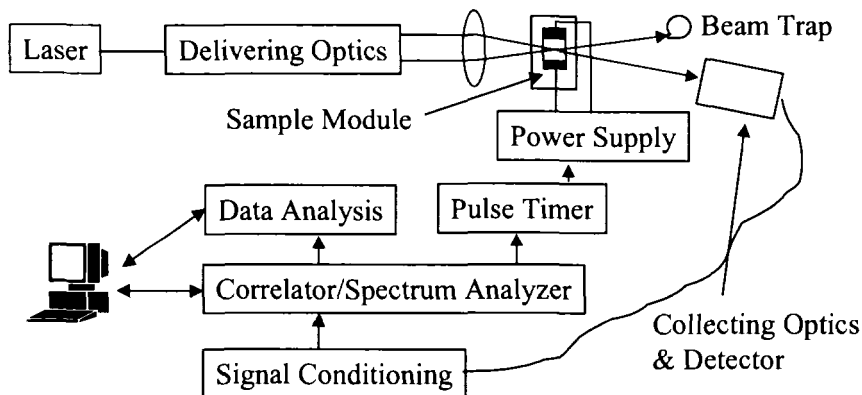 Laser
Delivering Optics
Beam Trap
Sample Module
Power Supply
Data Analysis
Pulse Timer
Correlator/Spectrum Analyzer
Collecting Optics
& Detector
Signal Conditioning